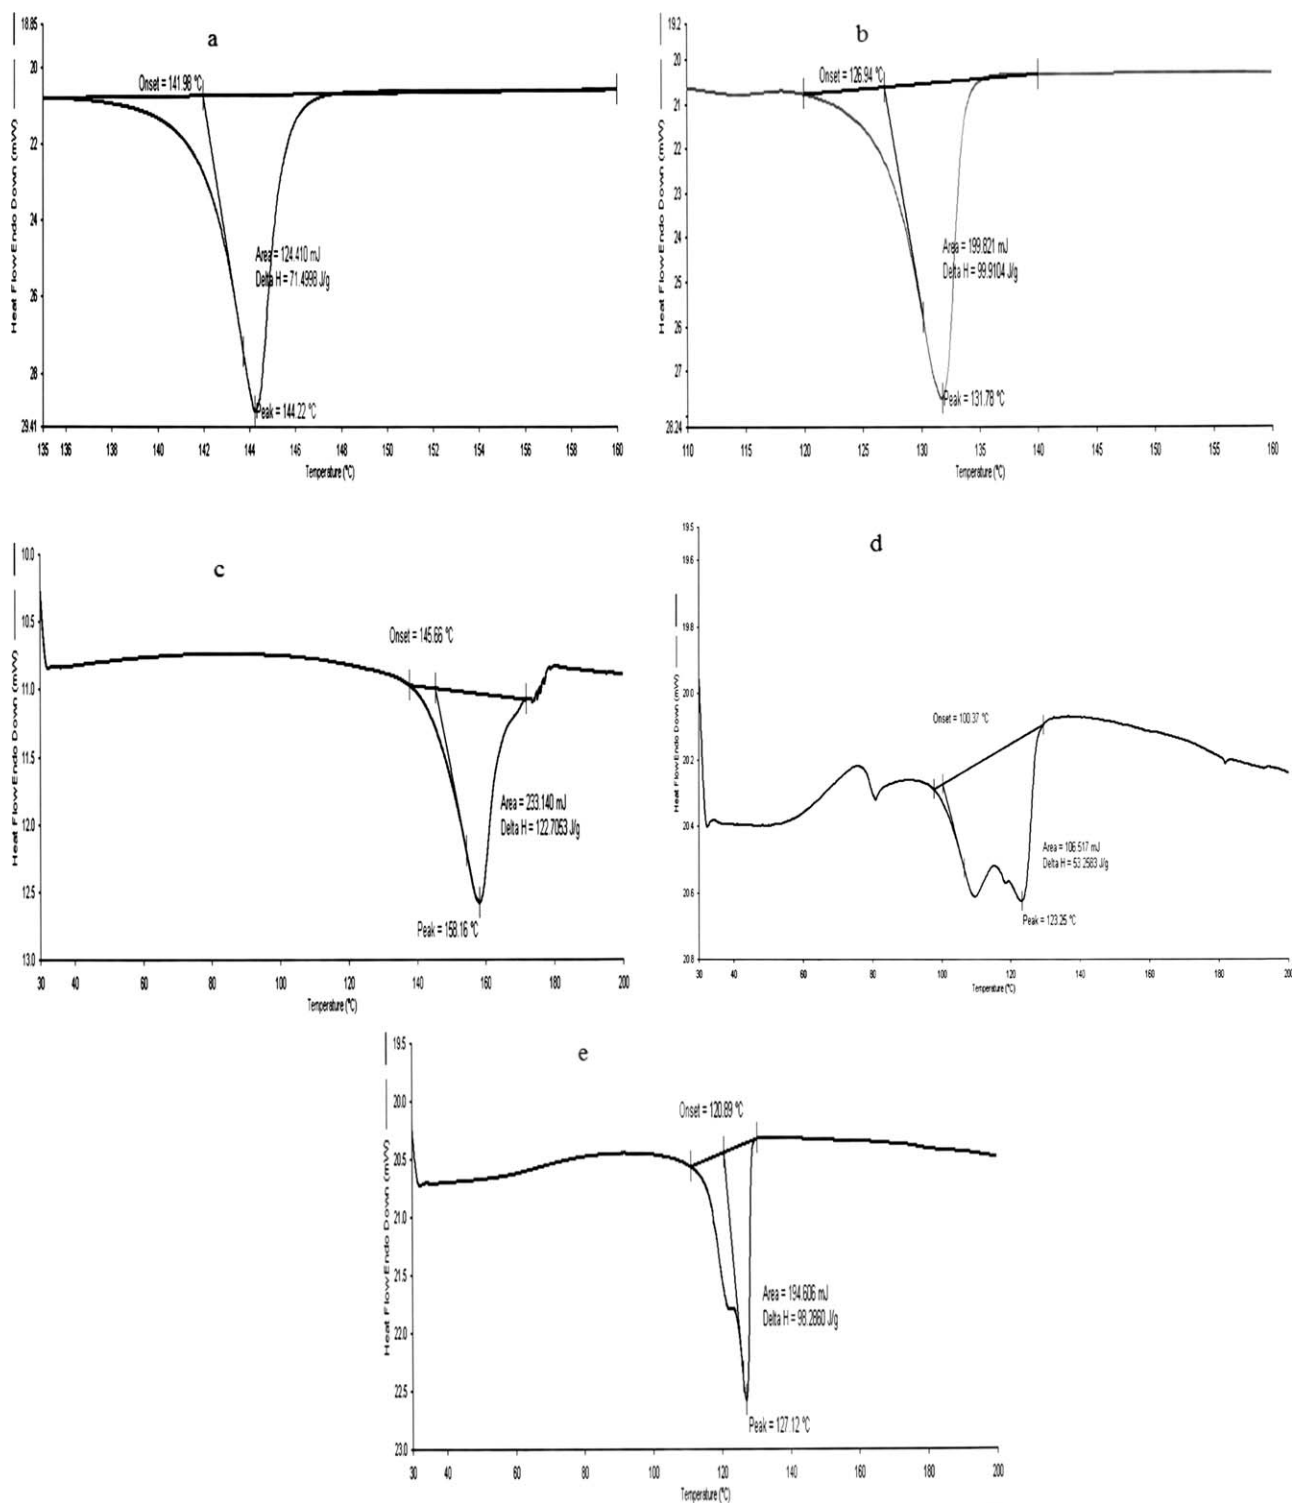 a
18.85
20
22
24
26
28
29.41
Heat Flow Endo Down (mW)
Onset = 141.98 °C
Area = 124.410 mJ
Delta H = 71.4998 J/g
Peak = 144.22 °C
135 136 138 140 142 144 146 148 150 152 154 156 158 160
Temperature (°C)
b
19.2
20
21
22
23
24
25
26
27
28.24
Heat Flow Endo Down (mW)
Onset = 126.94 °C
Area = 199.821 mJ
Delta H = 99.9104 J/g
Peak = 131.78 °C
110 115 120 125 130 135 140 145 150 155 160
Temperature (°C)
c
10.0
10.5
11.0
11.5
12.0
12.5
13.0
Heat Flow Endo Down (mW)
Onset = 145.66 °C
Area = 233.140 mJ
Delta H = 122.7053 J/g
Peak = 158.16 °C
30 40 60 80 100 120 140 160 180 200
Temperature (°C)
d
19.5
19.6
19.8
20.0
20.2
20.4
20.6
20.8
Heat Flow Endo Down (mW)
Onset = 100.37 °C
Area = 106.517 mJ
Delta H = 53.2583 J/g
Peak = 123.25 °C
30 40 60 80 100 120 140 160 180 200
Temperature (°C)
e
19.5
20.0
20.5
21.0
21.5
22.0
22.5
23.0
Heat Flow Endo Down (mW)
Onset = 120.89 °C
Area = 194.606 mJ
Delta H = 98.2860 J/g
Peak = 127.12 °C
30 40 60 80 100 120 140 160 180 200
Temperature (°C)